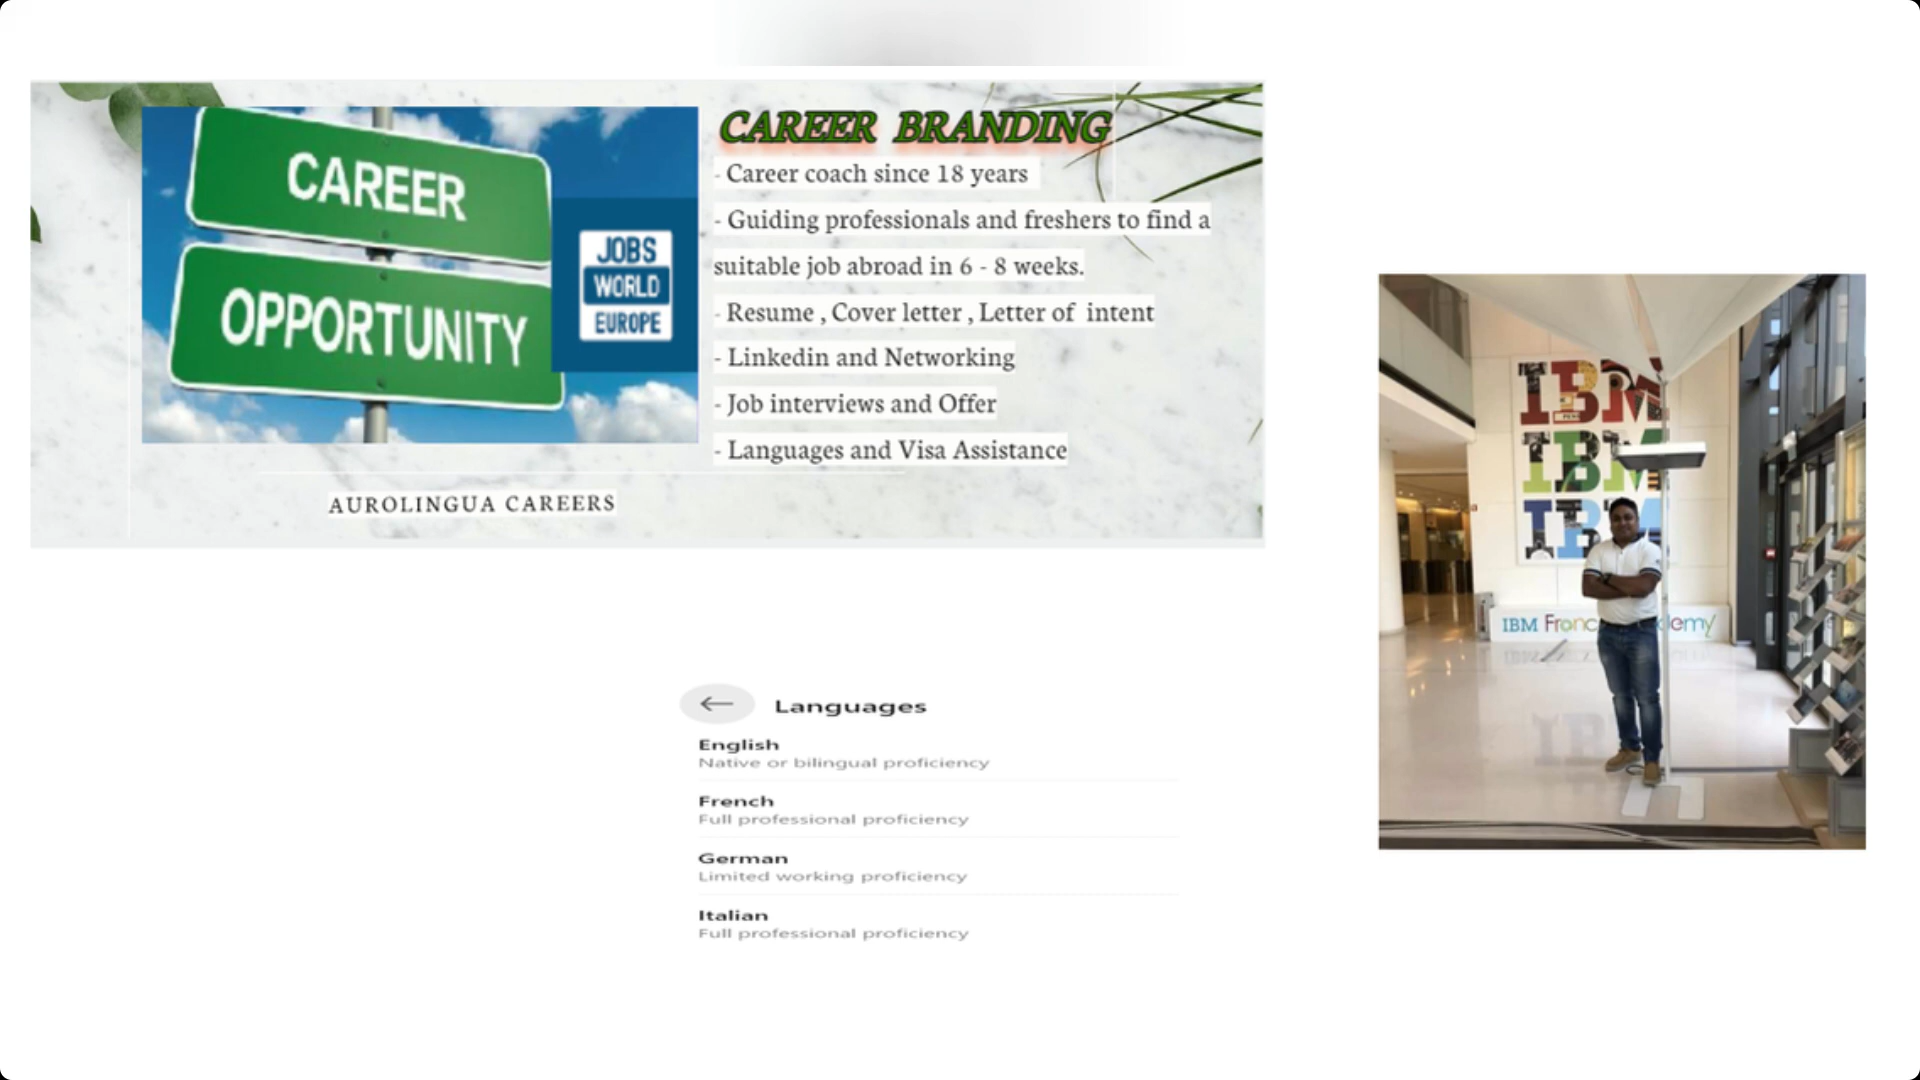 CAREER
OPPORTUNITY
JOBS
WORLD
EUROPE
CAREER BRANDING
- Career coach since 18 years
- Guiding professionals and freshers to find a
suitable job abroad in 6 - 8 weeks.
- Resume , Cover letter , Letter of intent
- Linkedin and Networking
- Job interviews and Offer
- Languages and Visa Assistance
AUROLINGUA CAREERS
IBM
IBM
IBM
IBM
Languages
English
Native or bilingual proficiency
French
Full professional proficiency
German
Limited working proficiency
Italian
Full professional proficiency